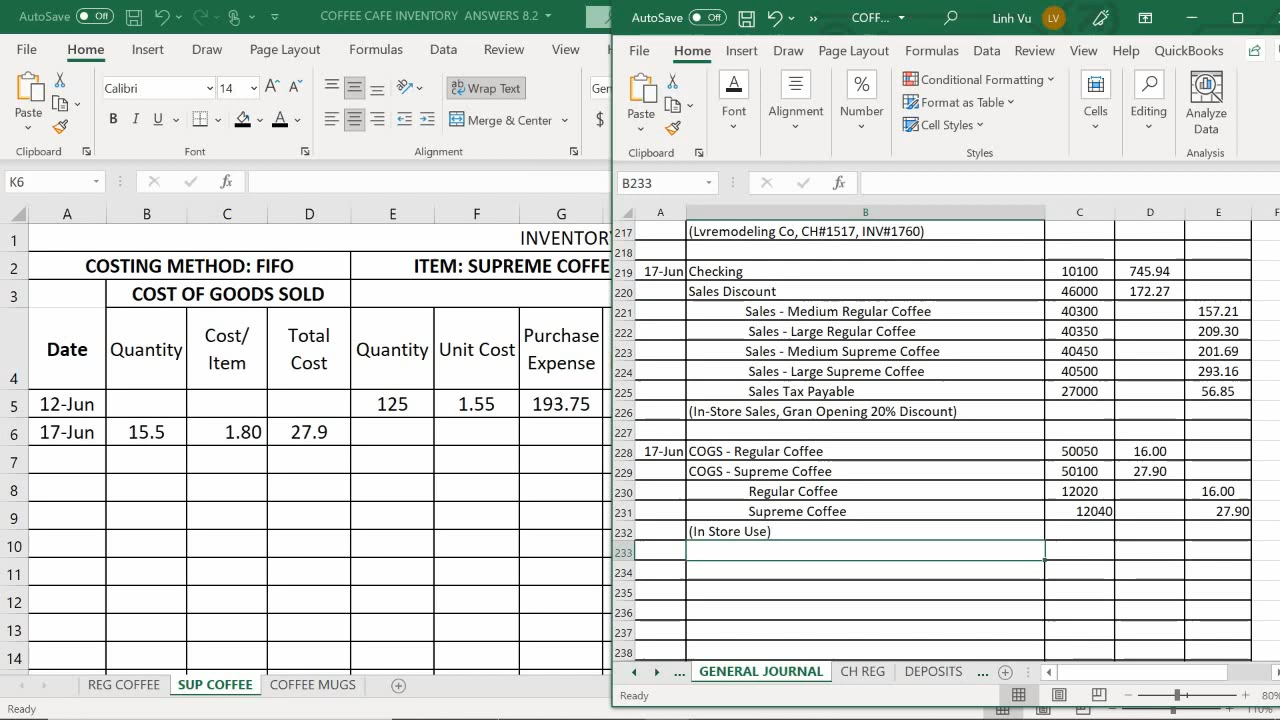 AutoSave Off COFFEE CAFE INVENTORY ANSWERS 8.2
File Home Insert Draw Page Layout Formulas Data Review View
Paste
Calibri 14
B I U
Wrap Text
Merge & Center
Gen
$
Clipboard Font Alignment
K6 fx
A B C D E F G
1 INVENTORY
2 COSTING METHOD: FIFO ITEM: SUPREME COFFE
3 COST OF GOODS SOLD
4 Date Quantity Cost/ Item Total Cost Quantity Unit Cost Purchase Expense
5 12-Jun 125 1.55 193.75
6 17-Jun 15.5 1.80 27.9
7
8
9
10
11
12
13
14
REG COFFEE SUP COFFEE COFFEE MUGS
Ready
AutoSave Off COFF... Linh Vu LV
File Home Insert Draw Page Layout Formulas Data Review View Help QuickBooks
Paste
Font
Alignment
%
Number
Conditional Formatting
Format as Table
Cell Styles
Cells
Editing
Analyze
Data
Clipboard Styles Analysis
B233 fx
A B C D E F
217 (Lvremodeling Co, CH#1517, INV#1760)
218
219 17-Jun Checking 10100 745.94
220 Sales Discount 46000 172.27
221 Sales - Medium Regular Coffee 40300 157.21
222 Sales - Large Regular Coffee 40350 209.30
223 Sales - Medium Supreme Coffee 40450 201.69
224 Sales - Large Supreme Coffee 40500 293.16
225 Sales Tax Payable 27000 56.85
226 (In-Store Sales, Gran Opening 20% Discount)
227
228 17-Jun COGS - Regular Coffee 50050 16.00
229 COGS - Supreme Coffee 50100 27.90
230 Regular Coffee 12020 16.00
231 Supreme Coffee 12040 27.90
232 (In Store Use)
233
234
235
236
237
238
... GENERAL JOURNAL CH REG DEPOSITS ...
Ready 80%
110%